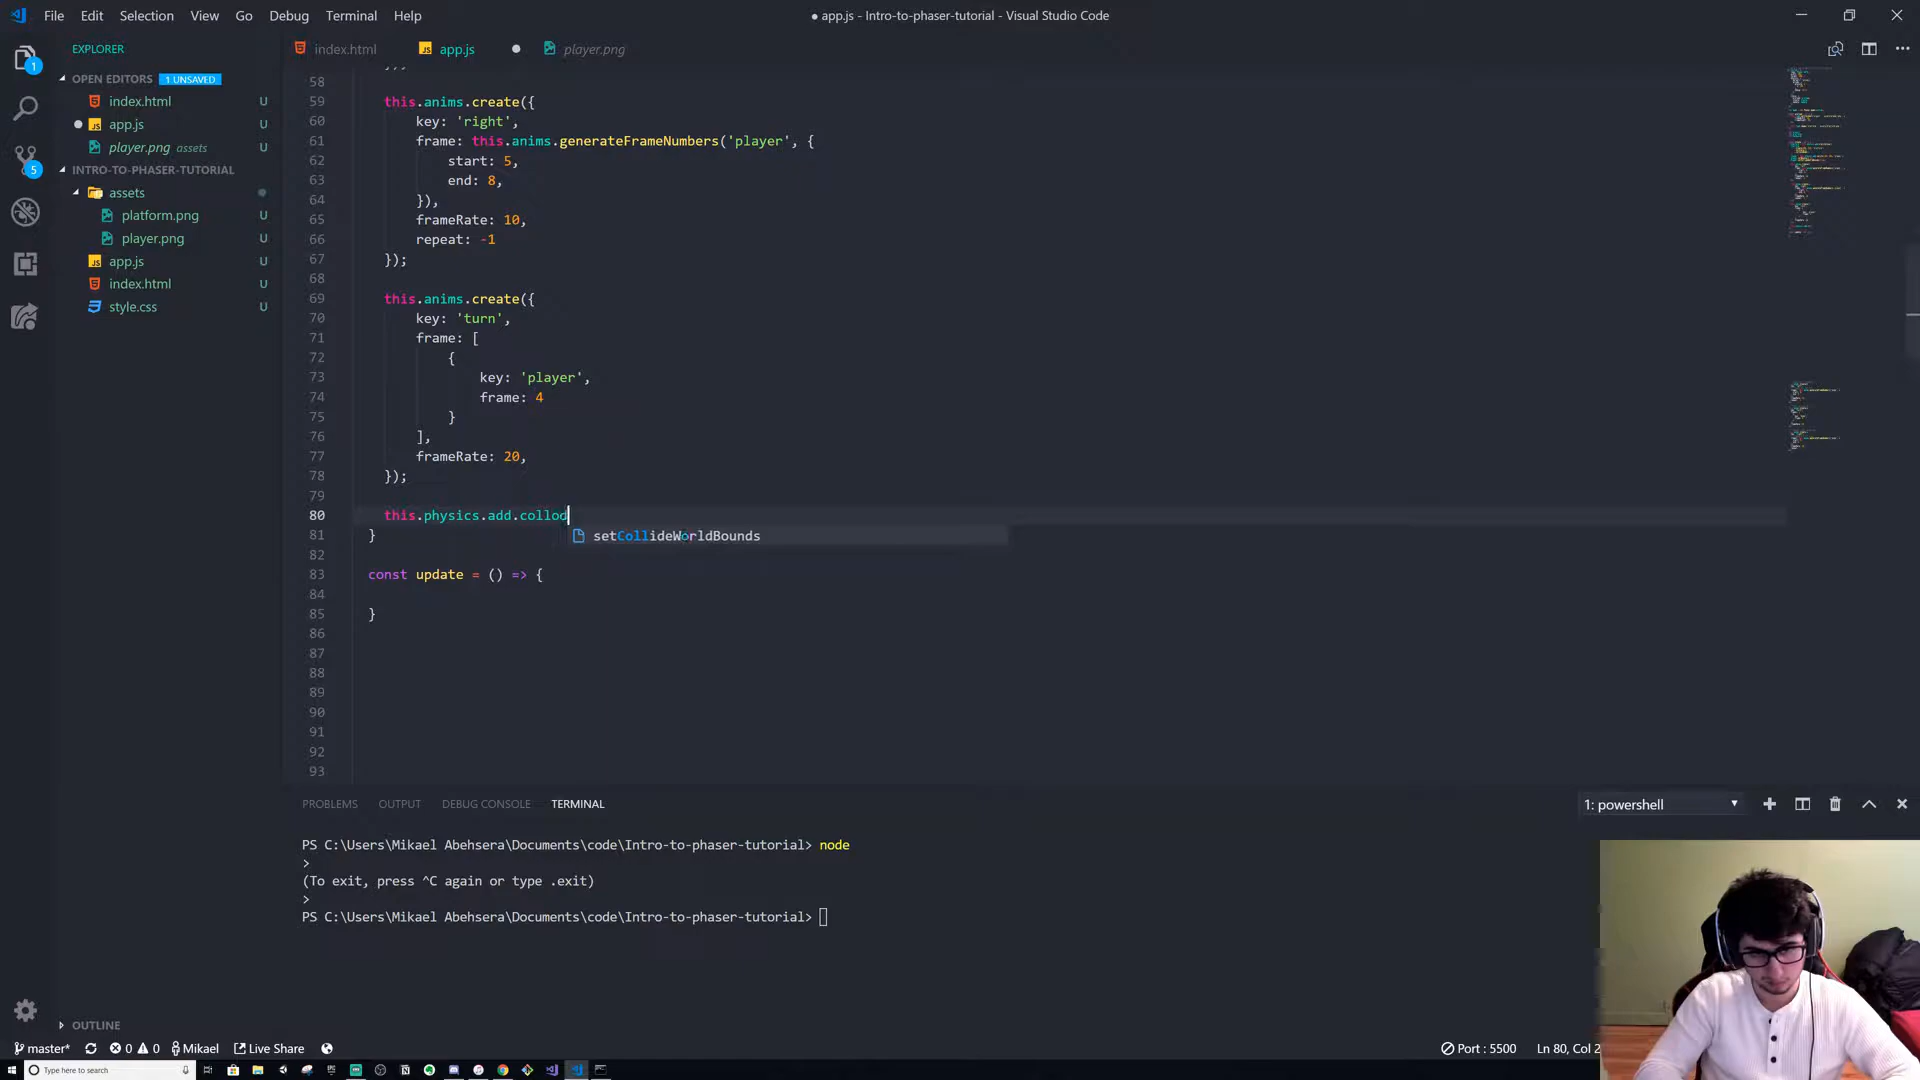 File Edit Selection View Go Debug Terminal Help
● app.js - Intro-to-phaser-tutorial - Visual Studio Code
EXPLORER
OPEN EDITORS 1 UNSAVED
index.html U
app.js U
player.png assets U
INTRO-TO-PHASER-TUTORIAL
assets
platform.png U
player.png U
app.js U
index.html U
style.css U
OUTLINE
1
5
index.html app.js player.png
58
59 this.anims.create({
60 key: 'right',
61 frame: this.anims.generateFrameNumbers('player', {
62 start: 5,
63 end: 8,
64 }),
65 frameRate: 10,
66 repeat: -1
67 });
68
69 this.anims.create({
70 key: 'turn',
71 frame: [
72 {
73 key: 'player',
74 frame: 4
75 }
76 ],
77 frameRate: 20,
78 });
79
80 this.physics.add.collod
setCollideWorldBounds
81 }
82
83 const update = () => {
84
85 }
86
87
88
89
90
91
92
93
PROBLEMS OUTPUT DEBUG CONSOLE TERMINAL
1: powershell
PS C:\Users\Mikael Abehsera\Documents\code\Intro-to-phaser-tutorial> node
>
(To exit, press ^C again or type .exit)
>
PS C:\Users\Mikael Abehsera\Documents\code\Intro-to-phaser-tutorial>
master* 0 0 Mikael Live Share
Port : 5500 Ln 80, Col 2
Type here to search